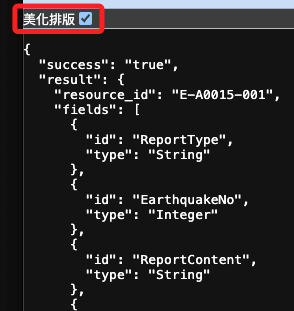 美化排版
{
  "success": "true",
  "result": {
    "resource_id": "E-A0015-001",
    "fields": [
      {
        "id": "ReportType",
        "type": "String"
      },
      {
        "id": "EarthquakeNo",
        "type": "Integer"
      },
      {
        "id": "ReportContent",
        "type": "String"
      },
      {